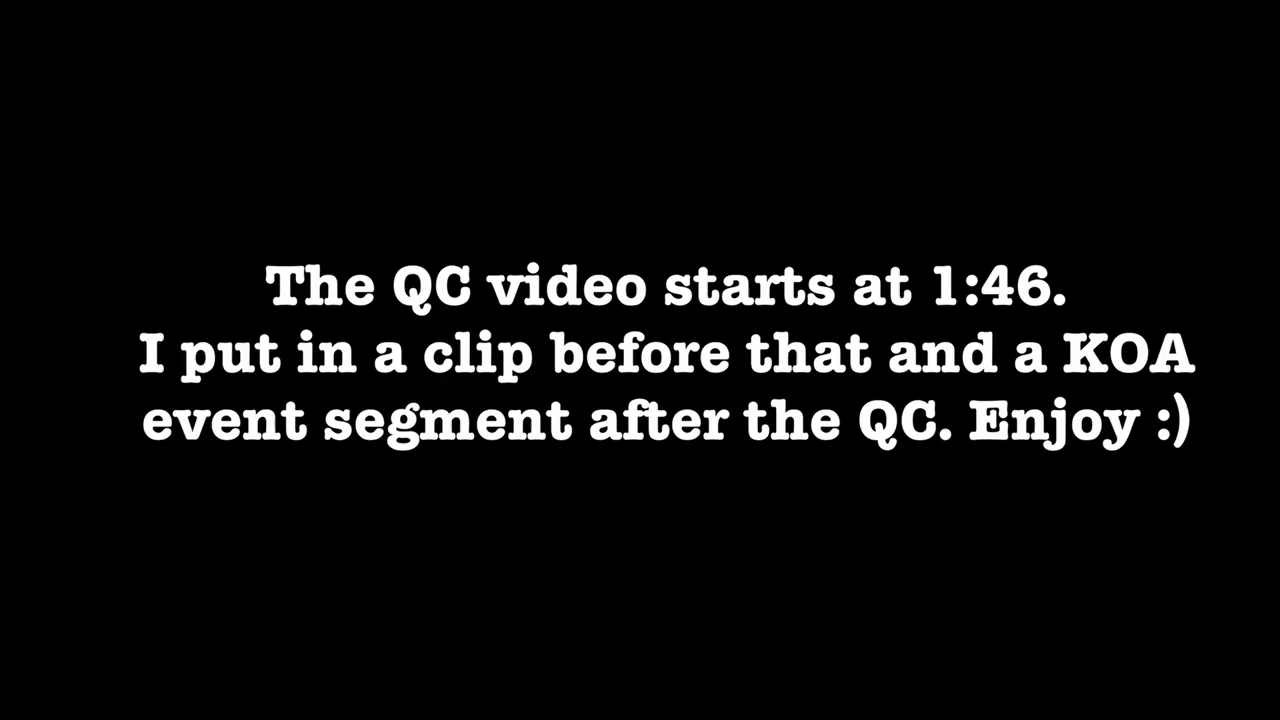 The QC video starts at 1:46.
I put in a clip before that and a KOA
event segment after the QC. Enjoy :)